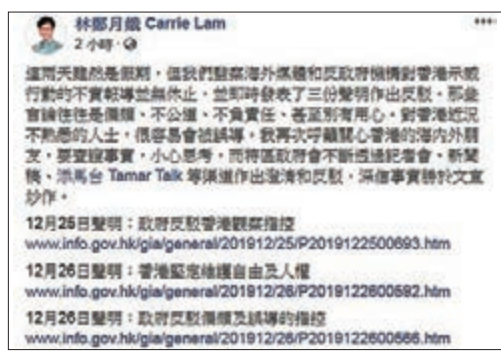 林鄭月娥 Carrie Lam
2 小時 ·
這兩天雖然是假期，但我們駁斥海外媒體和反政府機構對香港示威
行動的不實報導並無休止，並即時發表了三份聲明作出反駁。那些
言論往往是偏頗、不公道、不負責任、甚至別有用心。對香港近況
不熟悉的人士，很容易會被誤導。我再次呼籲關心香港的海內外朋
友，要查證事實，小心思考。而特區政府會不斷透過記者會、新聞
稿、添馬台 Tamar Talk 等渠道作出澄清和反駁，深信事實勝於文宣
炒作。
12月25日聲明：政府反駁香港觀察指控
www.info.gov.hk/gia/general/201912/25/P2019122500693.htm
12月26日聲明：香港堅定維護自由及人權
www.info.gov.hk/gia/general/201912/26/P2019122600592.htm
12月26日聲明：政府反駁偏頗及誤導的指控
www.info.gov.hk/gia/general/201912/26/P2019122600566.htm